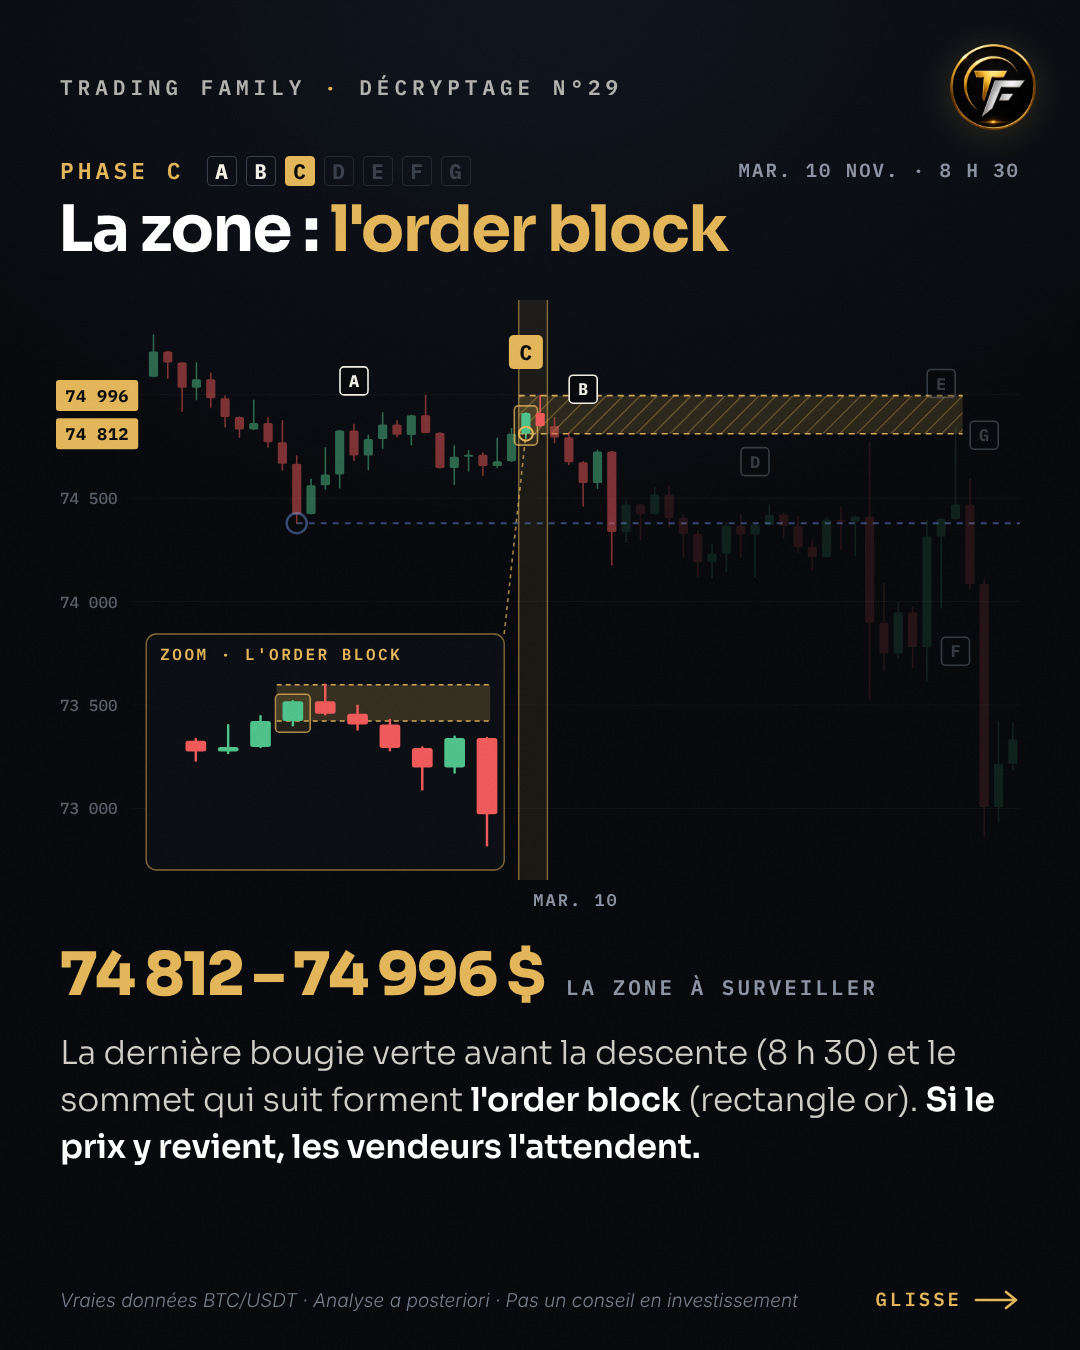 TRADING FAMILY · DÉCRYPTAGE N°29
TF
PHASE C A B C D E F G
MAR. 10 NOV. · 8 H 30
La zone : l'order block
C
A
B
E
74 996
74 812
G
D
74 500
74 000
F
ZOOM · L'ORDER BLOCK
73 500
73 000
MAR. 10
74 812 – 74 996 $ LA ZONE À SURVEILLER
La dernière bougie verte avant la descente (8 h 30) et le
sommet qui suit forment l'order block (rectangle or). Si le
prix y revient, les vendeurs l'attendent.
Vraies données BTC/USDT · Analyse a posteriori · Pas un conseil en investissement
GLISSE →